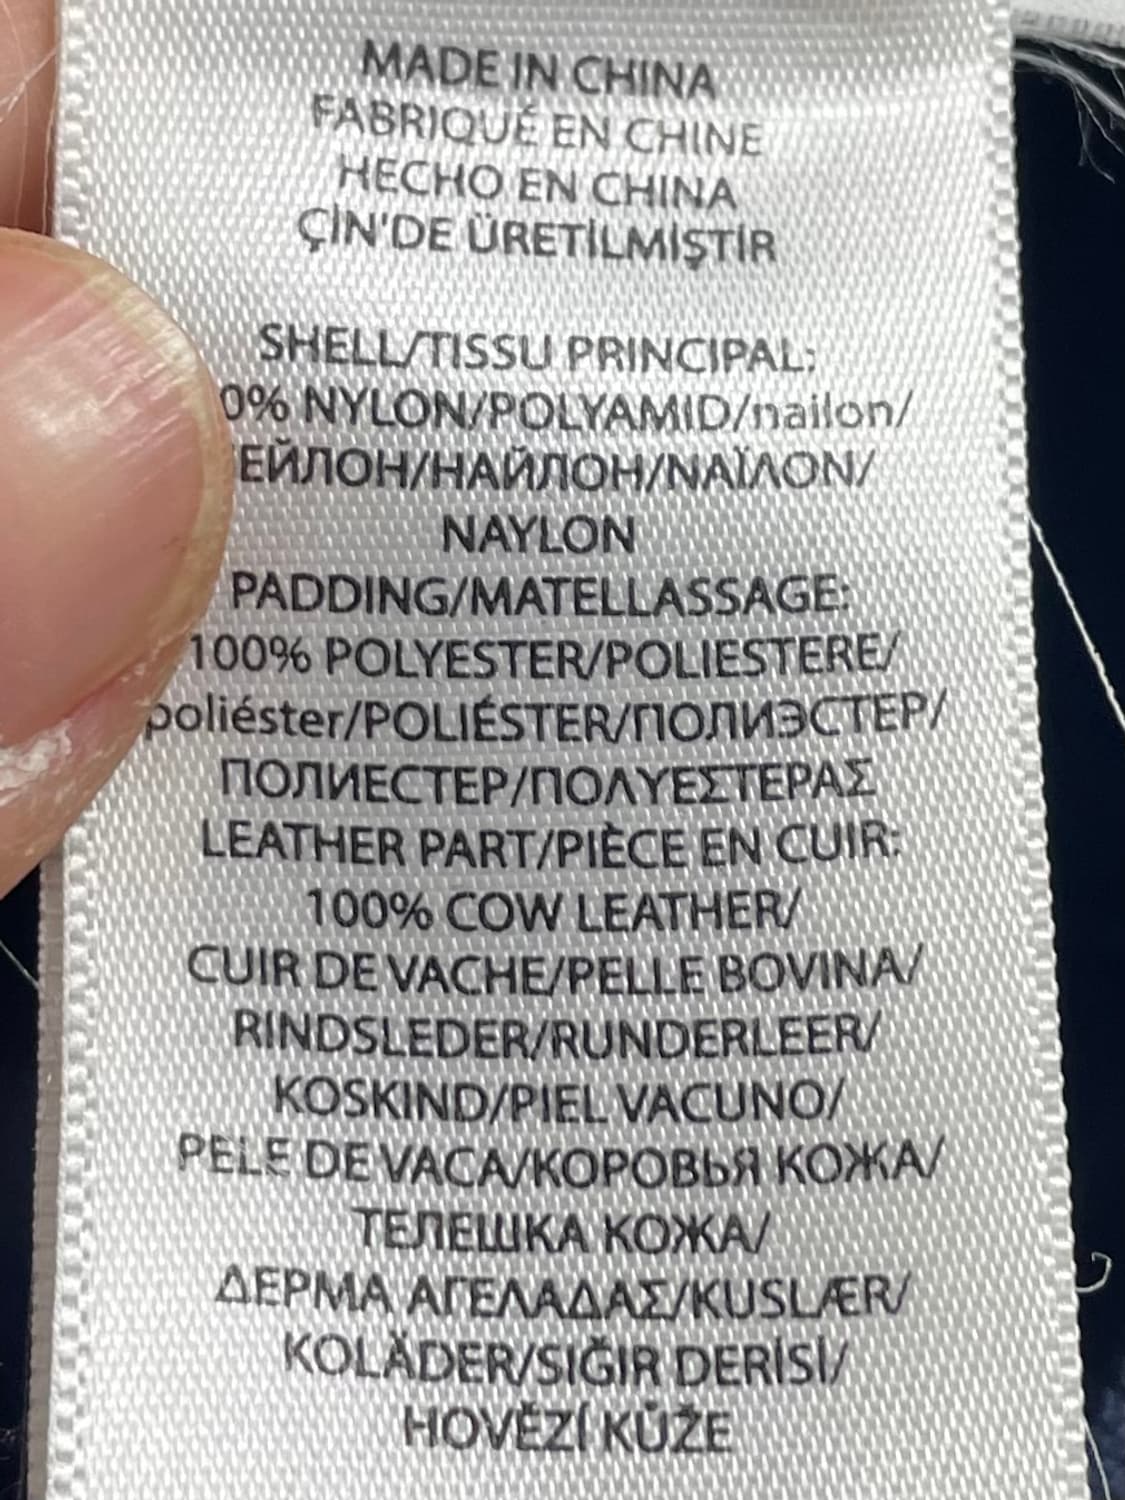 MADE IN CHINA
FABRIQUÉ EN CHINE
HECHO EN CHINA
ÇİN'DE ÜRETİLMİŞTİR
SHELL/TISSU PRINCIPAL:
0% NYLON/POLYAMID/nailon/
ЕЙЛОН/НАЙЛОН/ΝΑΪΛΟΝ/
NAYLON
PADDING/MATELLASSAGE:
100% POLYESTER/POLIESTERE/
poliéster/POLIÉSTER/ПОЛИЭСТЕР/
ПОЛИЕСТЕР/ΠΟΛΥΕΣΤΕΡΑΣ
LEATHER PART/PIÈCE EN CUIR:
100% COW LEATHER/
CUIR DE VACHE/PELLE BOVINA/
RINDSLEDER/RUNDERLEER/
KOSKIND/PIEL VACUNO/
PELE DE VACA/КОРОВЬЯ КОЖА/
ТЕЛЕШКА КОЖА/
ΔΕΡΜΑ ΑΓΕΛΑΔΑΣ/KUSLÆR/
KOLÄDER/SIĞIR DERİSİ/
HOVĚZÍ KŮŽE